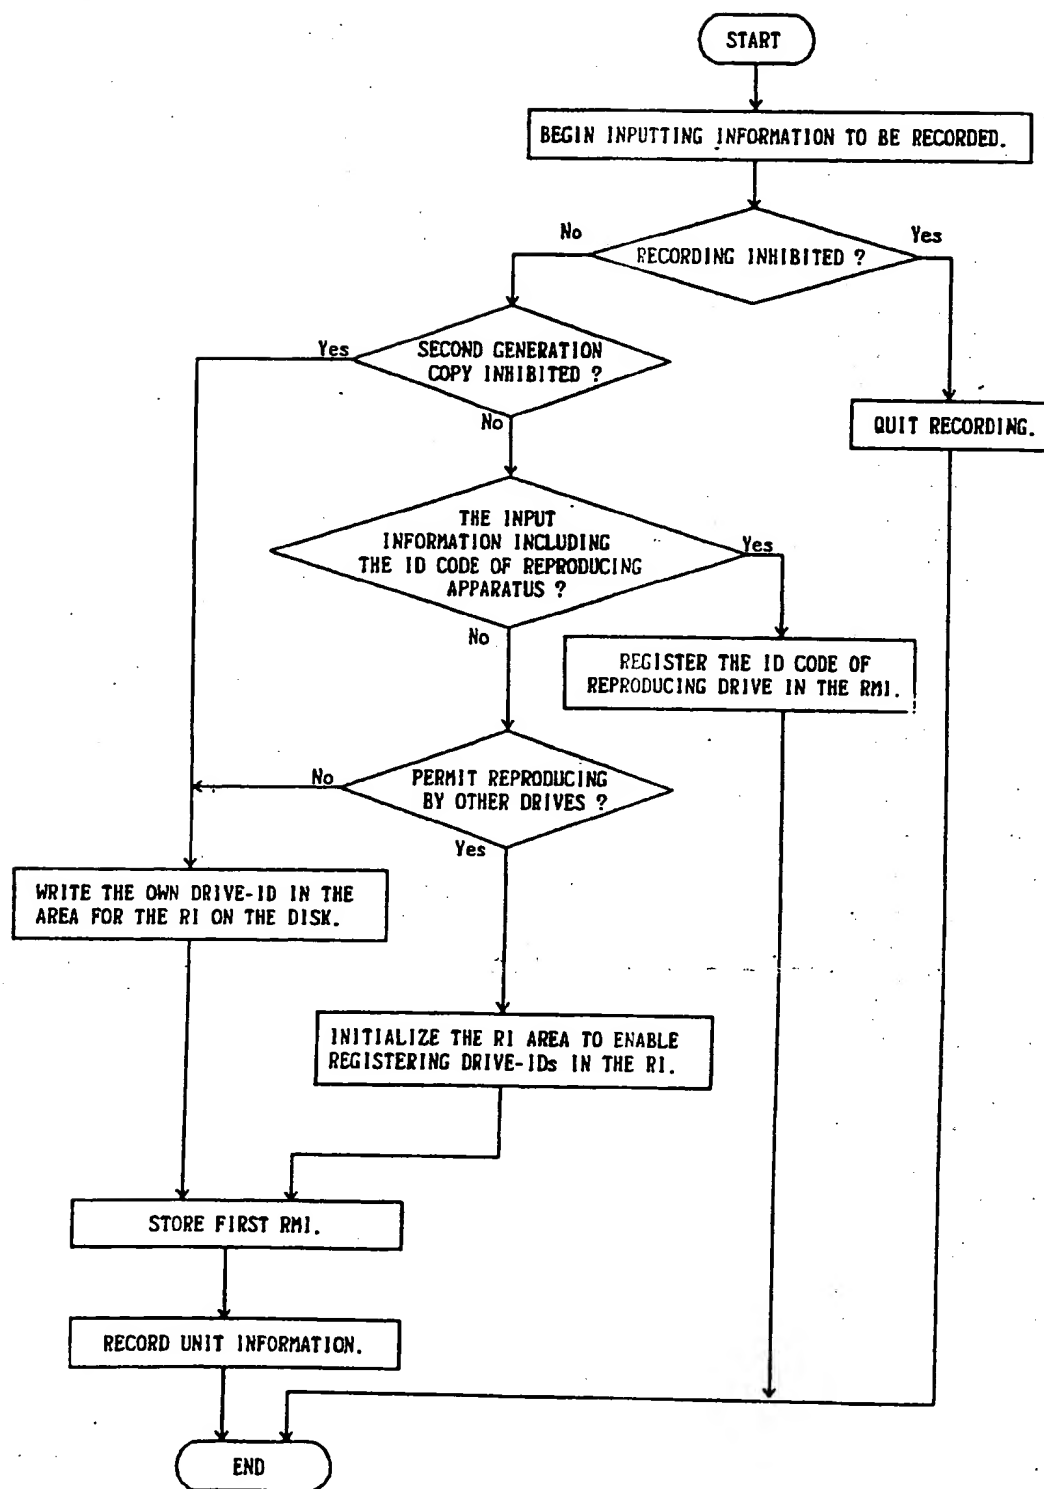 START
BEGIN INPUTTING INFORMATION TO BE RECORDED.
No
RECORDING INHIBITED ?
Yes
Yes
SECOND GENERATION
COPY INHIBITED ?
No
QUIT RECORDING.
THE INPUT
INFORMATION INCLUDING
THE ID CODE OF REPRODUCING
APPARATUS ?
Yes
No
REGISTER THE ID CODE OF
REPRODUCING DRIVE IN THE RMI.
No
PERMIT REPRODUCING
BY OTHER DRIVES ?
Yes
WRITE THE OWN DRIVE-ID IN THE
AREA FOR THE RI ON THE DISK.
INITIALIZE THE RI AREA TO ENABLE
REGISTERING DRIVE-IDs IN THE RI.
STORE FIRST RMI.
RECORD UNIT INFORMATION.
END